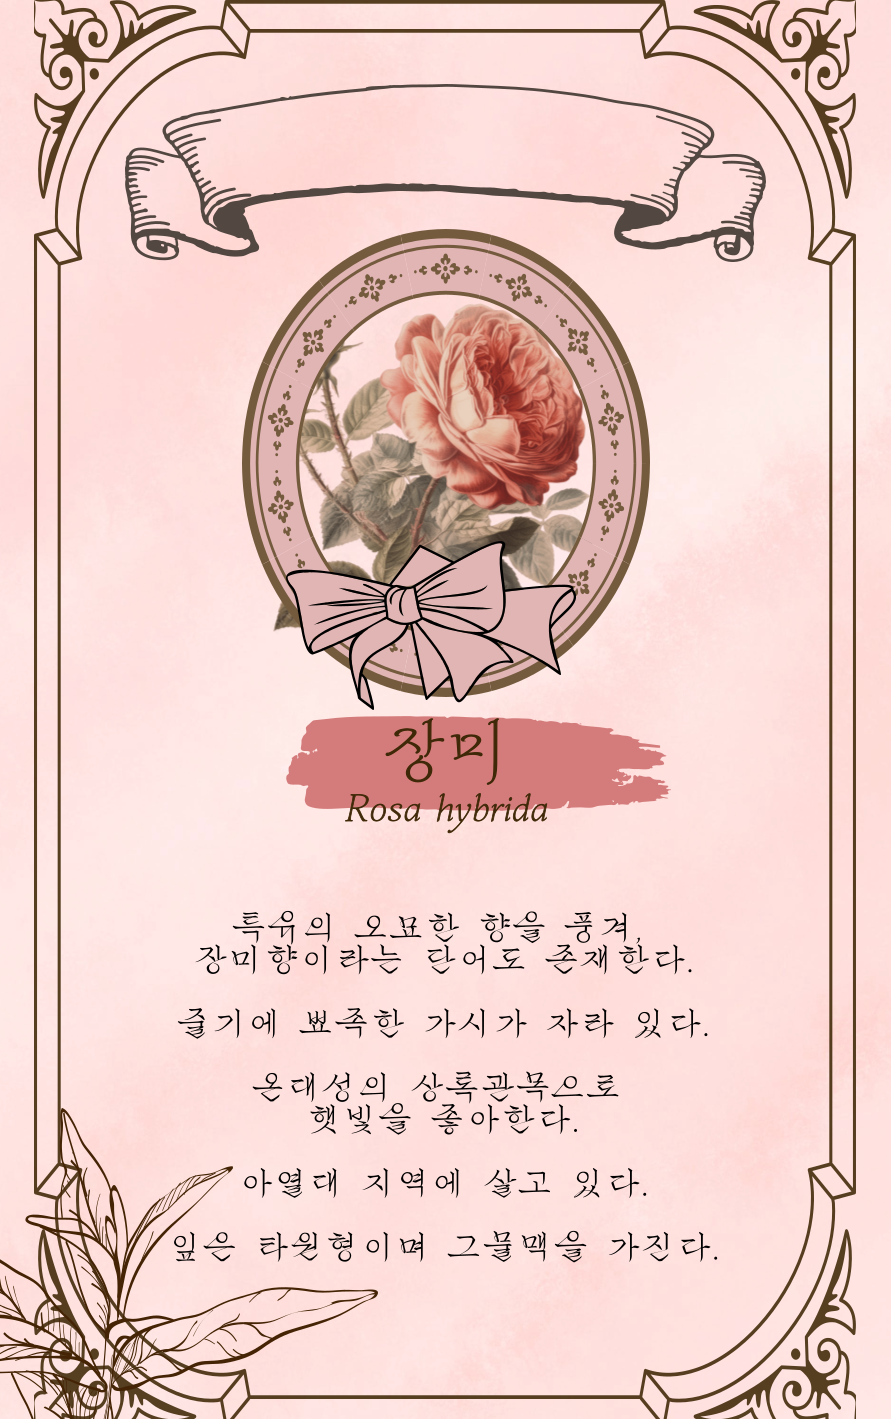 장미
Rosa hybrida
특유의 오묘한 향을 풍겨,
장미향이라는 단어도 존재한다.
줄기에 뾰족한 가시가 자라 있다.
온대성의 상록관목으로
햇빛을 좋아한다.
아열대 지역에 살고 있다.
잎은 타원형이며 그물맥을 가진다.